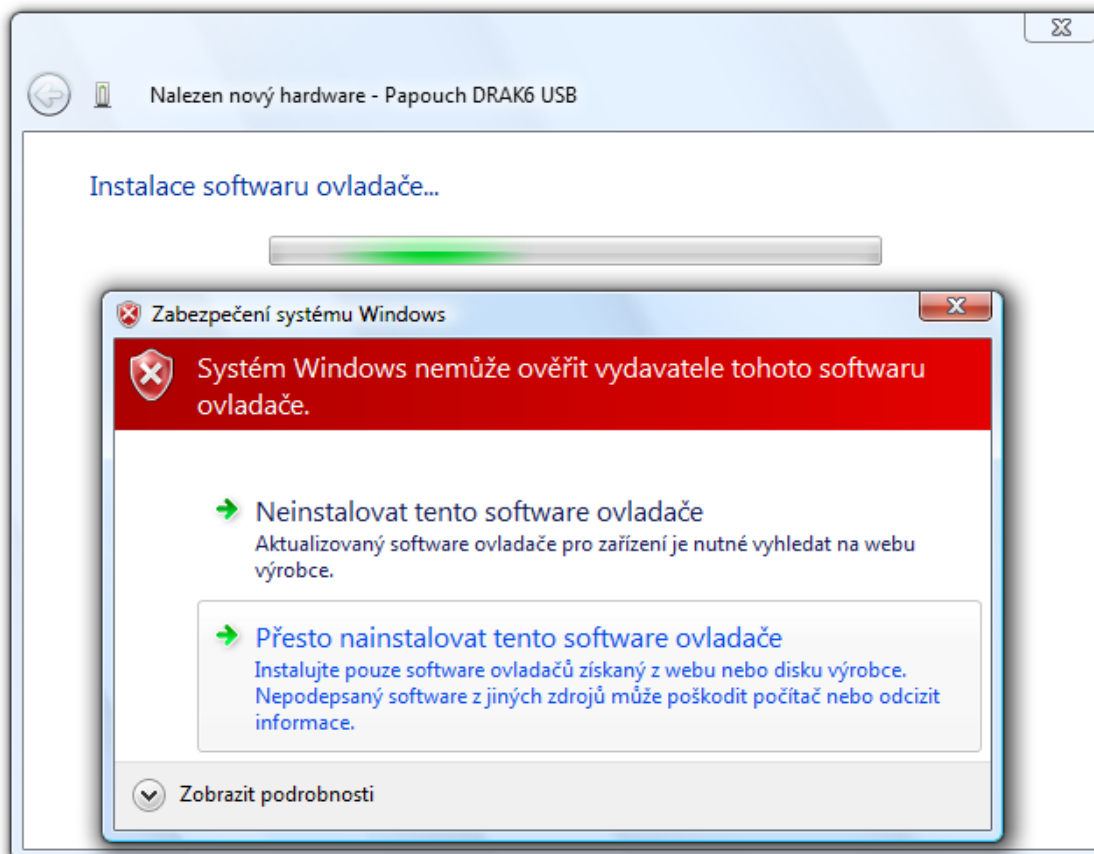 Nalezen nový hardware - Papouch DRAK6 USB
Instalace softwaru ovladače...
Zabezpečení systému Windows
Systém Windows nemůže ověřit vydavatele tohoto softwaru
ovladače.
Neinstalovat tento software ovladače
Aktualizovaný software ovladače pro zařízení je nutné vyhledat na webu
výrobce.
Přesto nainstalovat tento software ovladače
Instalujte pouze software ovladačů získaný z webu nebo disku výrobce.
Nepodepsaný software z jiných zdrojů může poškodit počítač nebo odcizit
informace.
Zobrazit podrobnosti